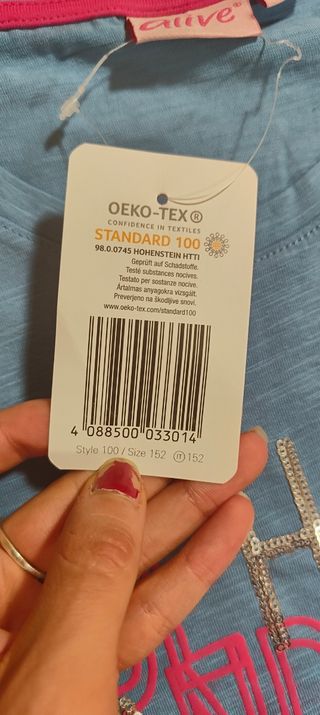 alive®
OEKO-TEX®
CONFIDENCE IN TEXTILES
STANDARD 100
98.0.0745 HOHENSTEIN HTTI
Geprüft auf Schadstoffe.
Testé substances nocives.
Testato per sostanze nocive.
Ártalmas anyagokra vizsgált.
Preverjeno na škodljive snovi.
www.oeko-tex.com/standard100
4 088500 033014
Style 100 / Size 152 IT 152
H